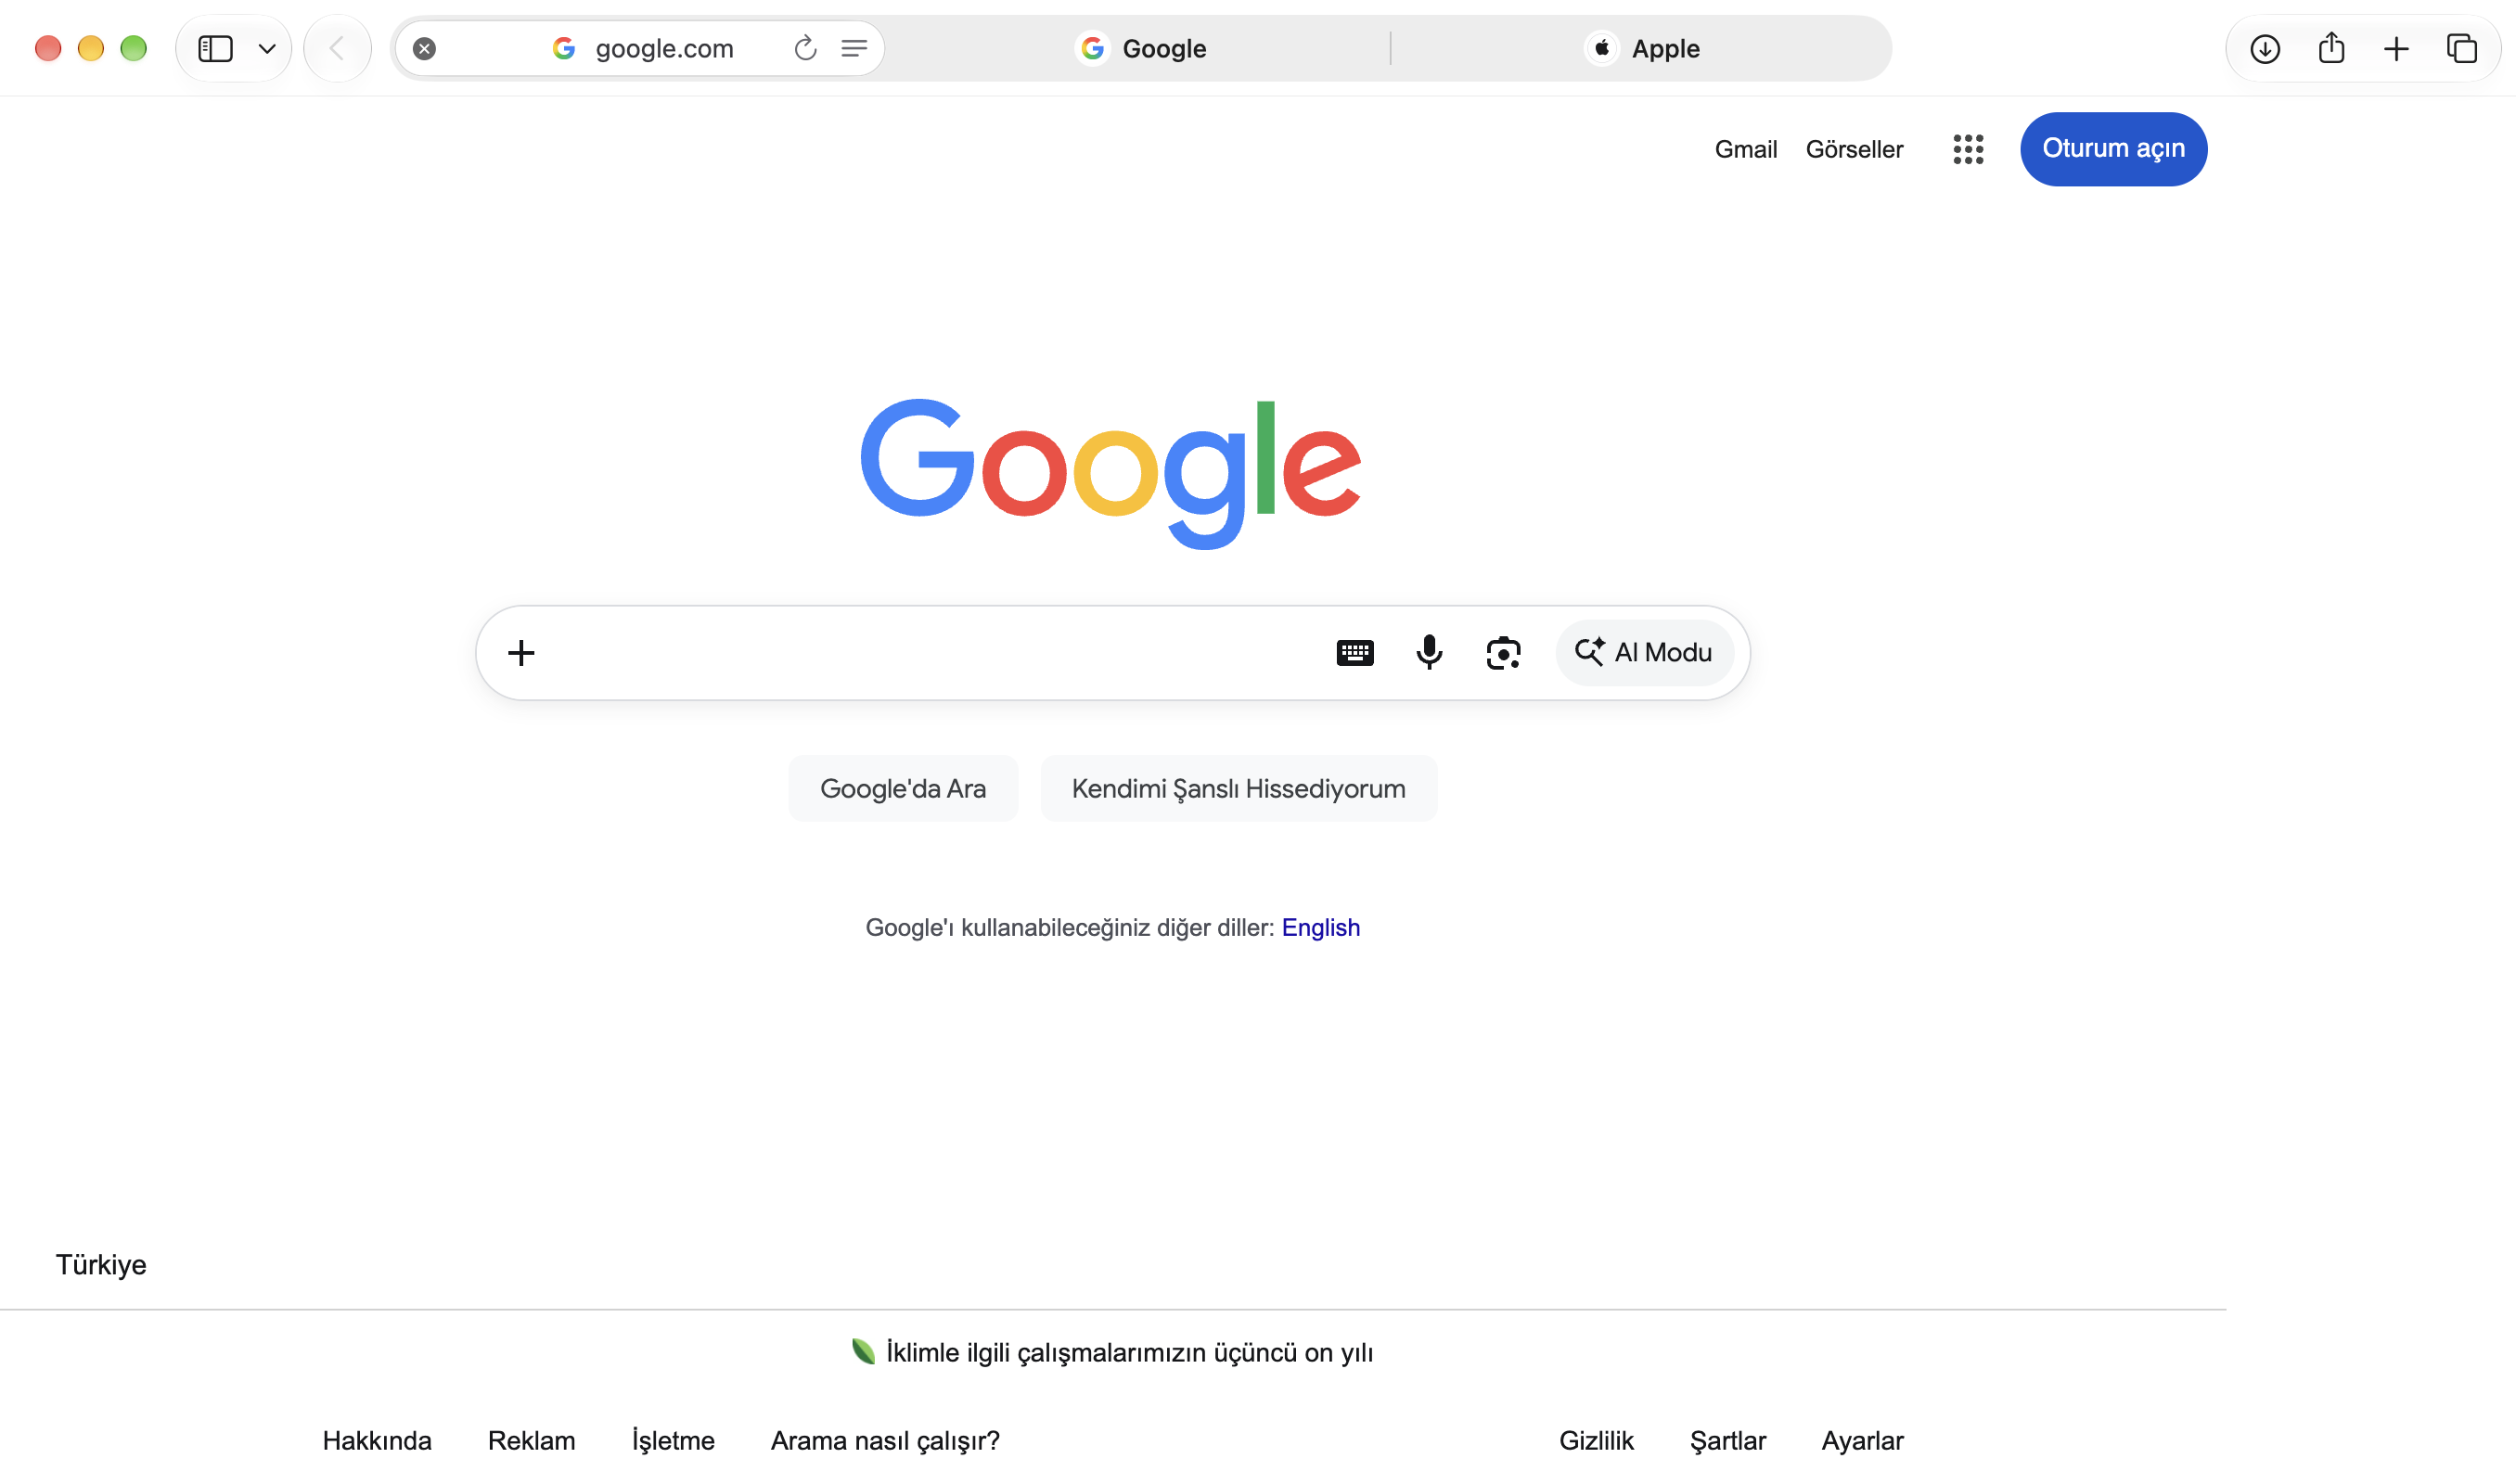 google.com
Google
Apple
Gmail
Görseller
Oturum açın
Google
AI Modu
Google'da Ara
Kendimi Şanslı Hissediyorum
Google'ı kullanabileceğiniz diğer diller: English
Türkiye
İklimle ilgili çalışmalarımızın üçüncü on yılı
Hakkında
Reklam
İşletme
Arama nasıl çalışır?
Gizlilik
Şartlar
Ayarlar